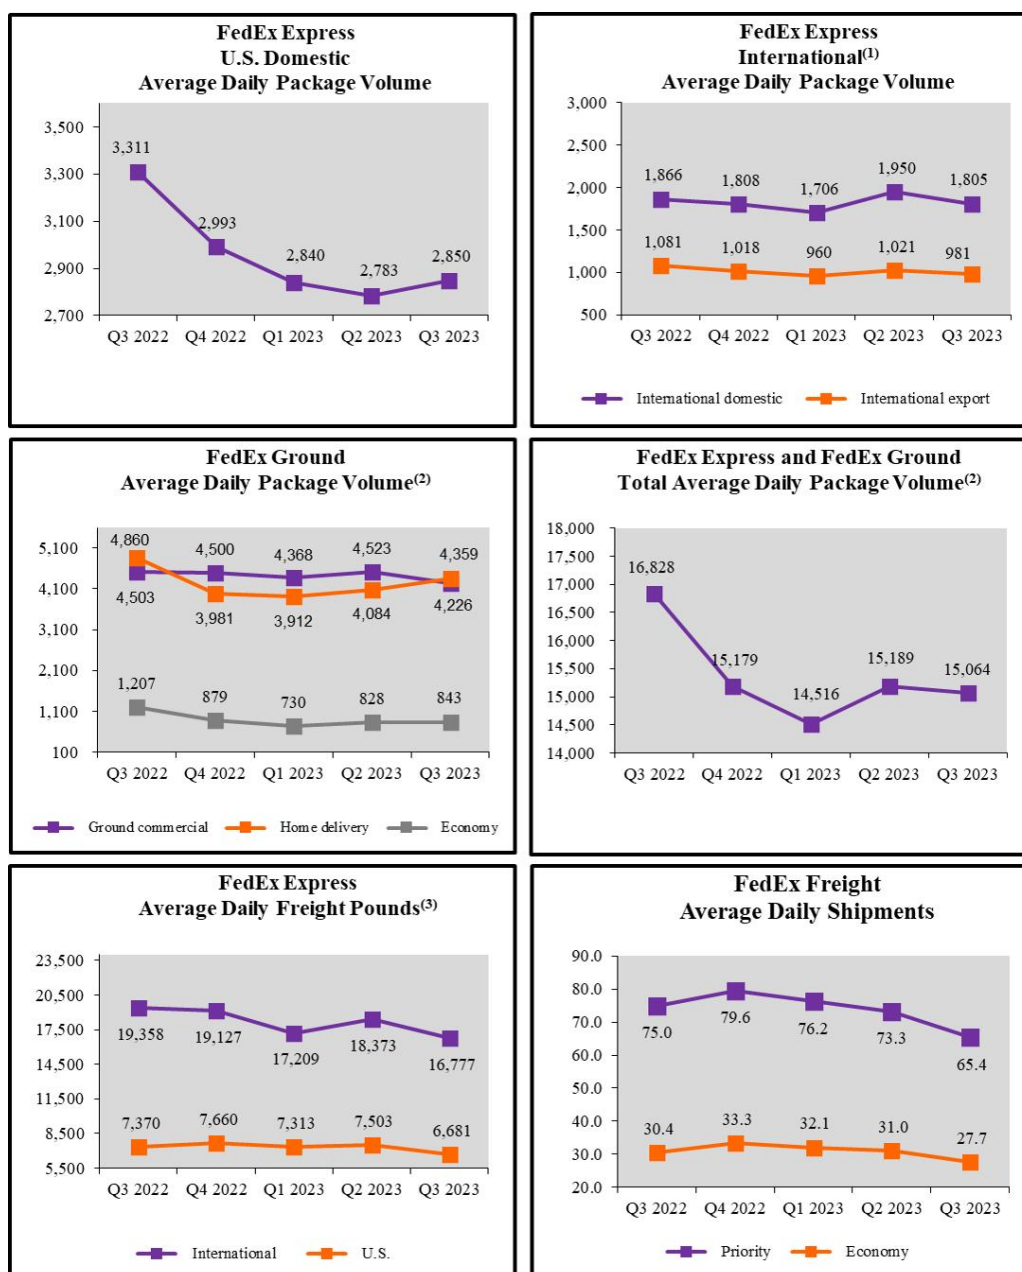 FedEx Express
U.S. Domestic
Average Daily Package Volume
3,500
3,300
3,100
2,900
2,700
3,311
2,993
2,840
2,783
2,850
Q3 2022 Q4 2022 Q1 2023 Q2 2023 Q3 2023
FedEx Express
International(1)
Average Daily Package Volume
3,000
2,500
2,000
1,500
1,000
500
1,866 1,808 1,706 1,950 1,805
1,081 1,018 960 1,021 981
Q3 2022 Q4 2022 Q1 2023 Q2 2023 Q3 2023
International domestic International export
FedEx Ground
Average Daily Package Volume(2)
5,100
4,100
3,100
2,100
1,100
100
4,860 4,500 4,368 4,523 4,359
4,503 3,981 3,912 4,084 4,226
1,207 879 730 828 843
Q3 2022 Q4 2022 Q1 2023 Q2 2023 Q3 2023
Ground commercial Home delivery Economy
FedEx Express and FedEx Ground
Total Average Daily Package Volume(2)
18,000
17,500
17,000
16,500
16,000
15,500
15,000
14,500
14,000
16,828
15,179
14,516
15,189
15,064
Q3 2022 Q4 2022 Q1 2023 Q2 2023 Q3 2023
FedEx Express
Average Daily Freight Pounds(3)
23,500
20,500
17,500
14,500
11,500
8,500
5,500
19,358 19,127 17,209 18,373 16,777
7,370 7,660 7,313 7,503 6,681
Q3 2022 Q4 2022 Q1 2023 Q2 2023 Q3 2023
International U.S.
FedEx Freight
Average Daily Shipments
90.0
80.0
70.0
60.0
50.0
40.0
30.0
20.0
75.0 79.6 76.2 73.3 65.4
30.4 33.3 32.1 31.0 27.7
Q3 2022 Q4 2022 Q1 2023 Q2 2023 Q3 2023
Priority Economy